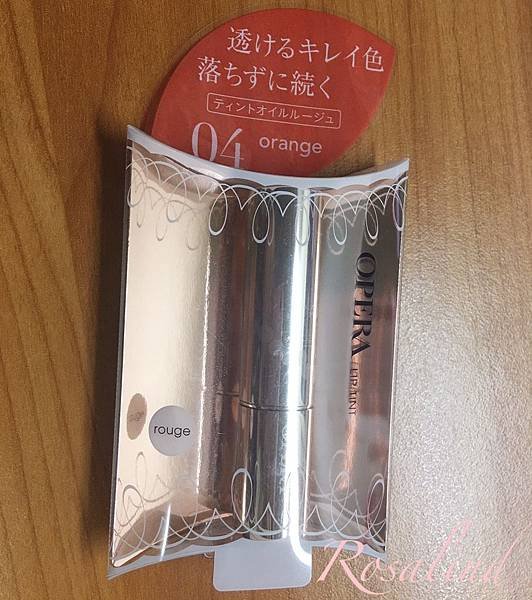 透けるキレイ色
落ちずに続く
ティントオイルルージュ
04 orange
OPERA / LIP TINT
rouge
Rosalind